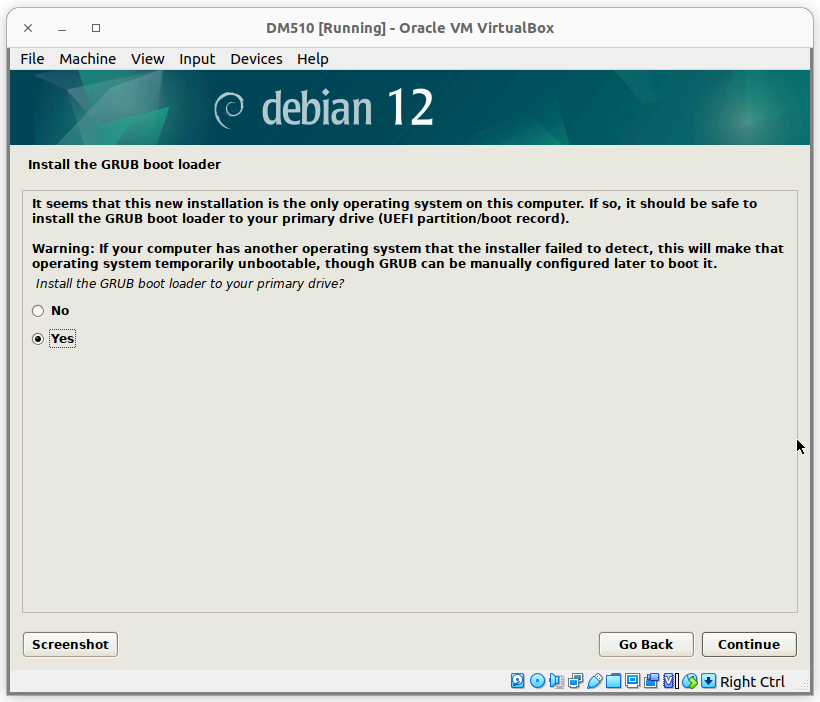 DM510 [Running] - Oracle VM VirtualBox
File Machine View Input Devices Help
debian 12
Install the GRUB boot loader
It seems that this new installation is the only operating system on this computer. If so, it should be safe to
install the GRUB boot loader to your primary drive (UEFI partition/boot record).
Warning: If your computer has another operating system that the installer failed to detect, this will make that
operating system temporarily unbootable, though GRUB can be manually configured later to boot it.
Install the GRUB boot loader to your primary drive?
No
Yes
Screenshot Go Back Continue
Right Ctrl